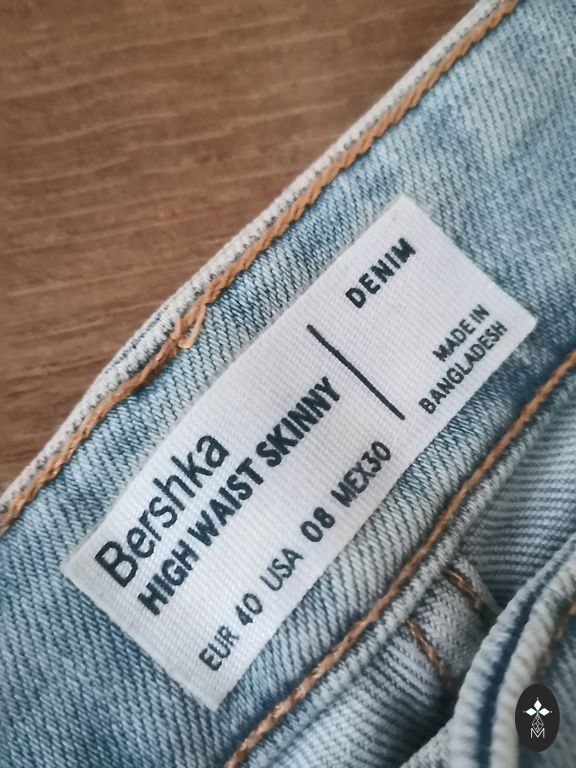 Bershka
HIGH WAIST SKINNY
EUR 40 USA 08 MEX30
DENIM
MADE IN
BANGLADESH
M